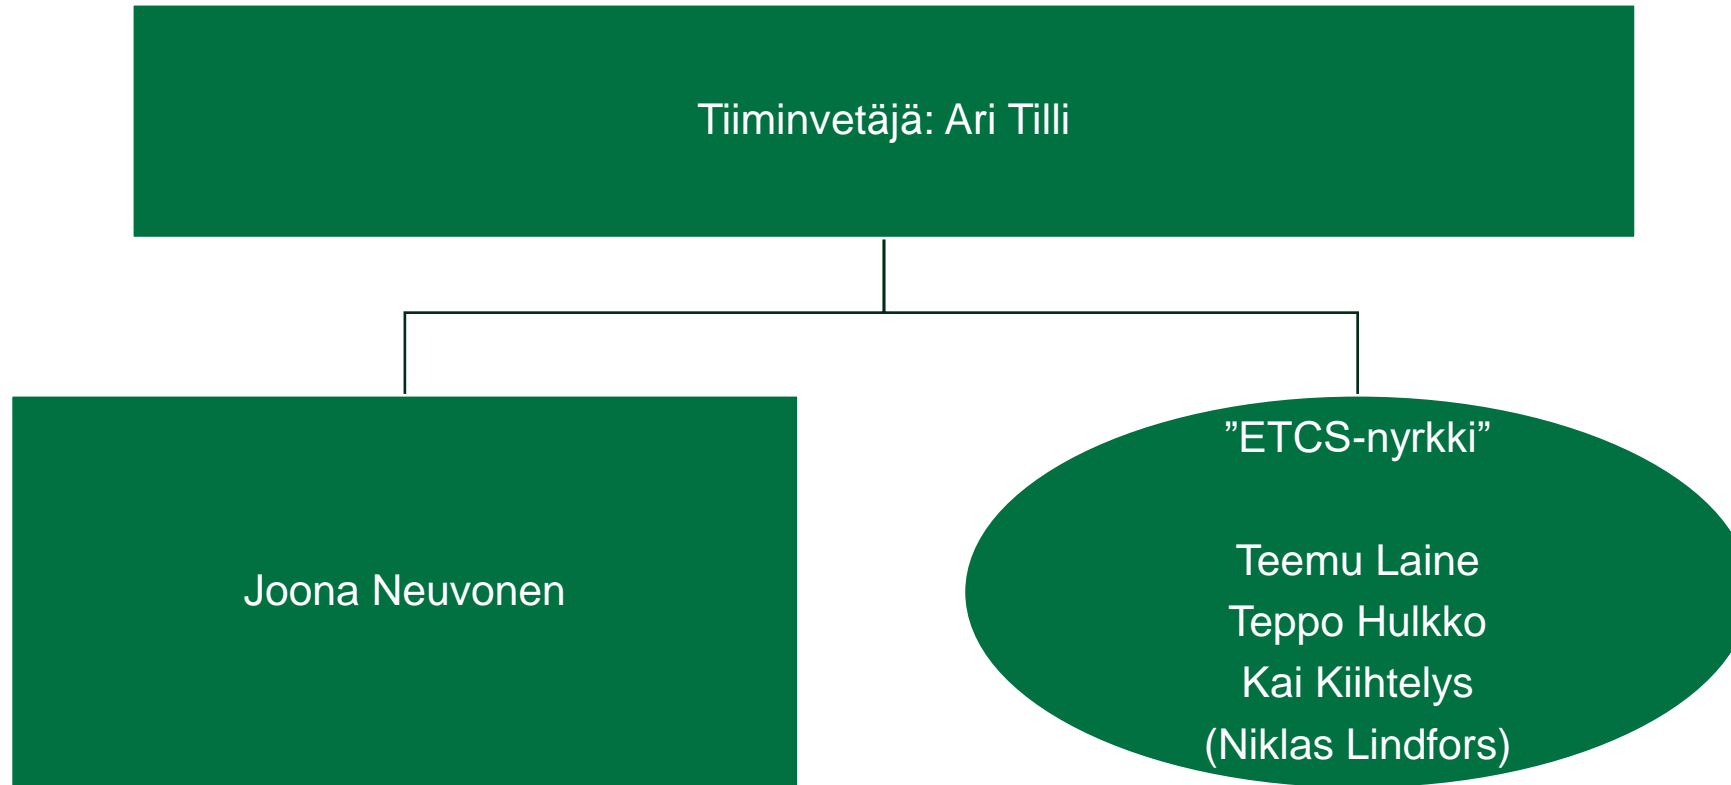 Tiiminvetäjä: Ari Tilli
Joona Neuvonen
”ETCS-nyrkki”
Teemu Laine
Teppo Hulkko
Kai Kiihtelys
(Niklas Lindfors)